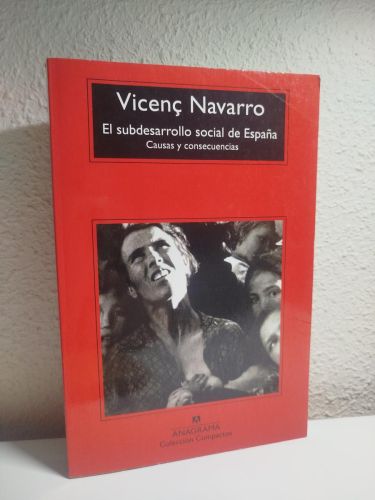 Vicenç Navarro
El subdesarrollo social de España
Causas y consecuencias
ANAGRAMA
Colección Compactos